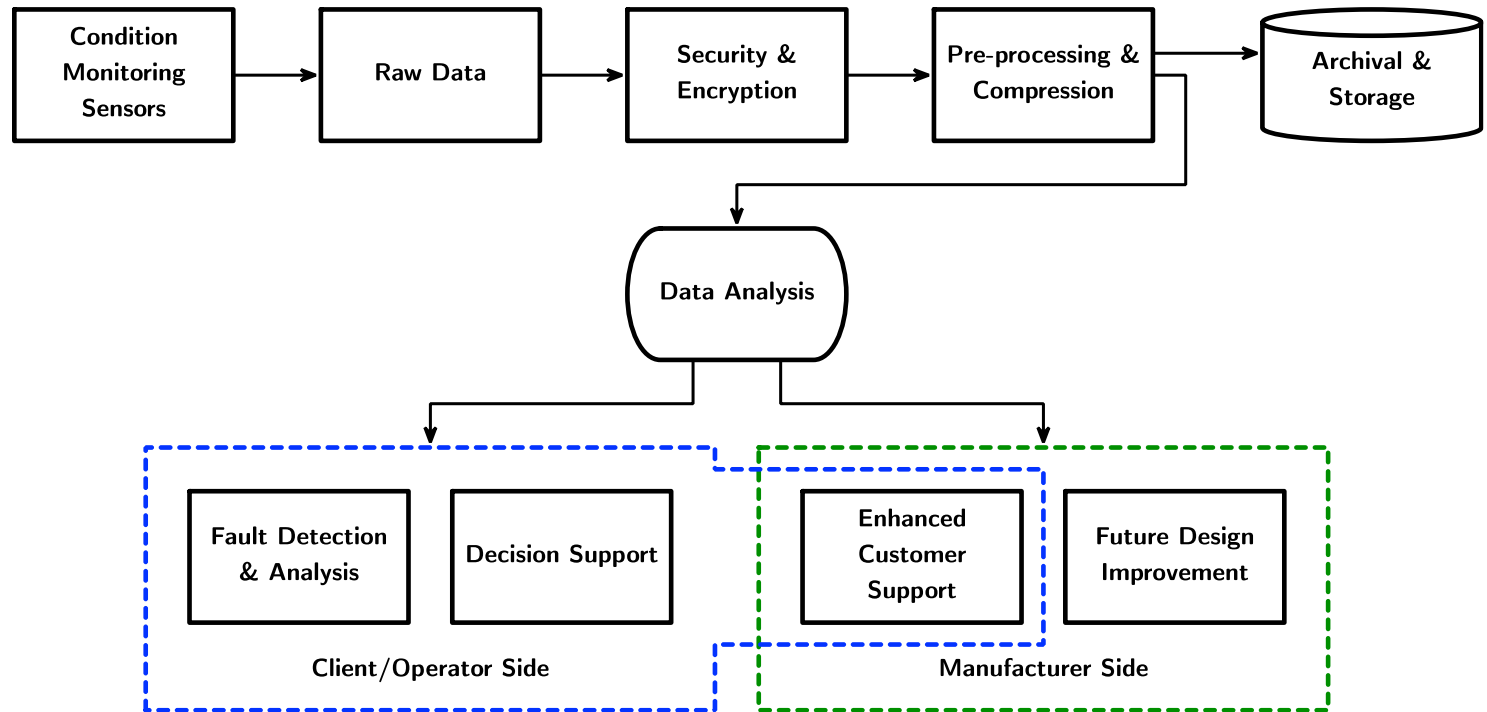 Condition
Monitoring
Sensors
Raw Data
Security &
Encryption
Pre-processing &
Compression
Archival &
Storage
Data Analysis
Fault Detection
& Analysis
Decision Support
Enhanced
Customer
Support
Future Design
Improvement
Client/Operator Side
Manufacturer Side